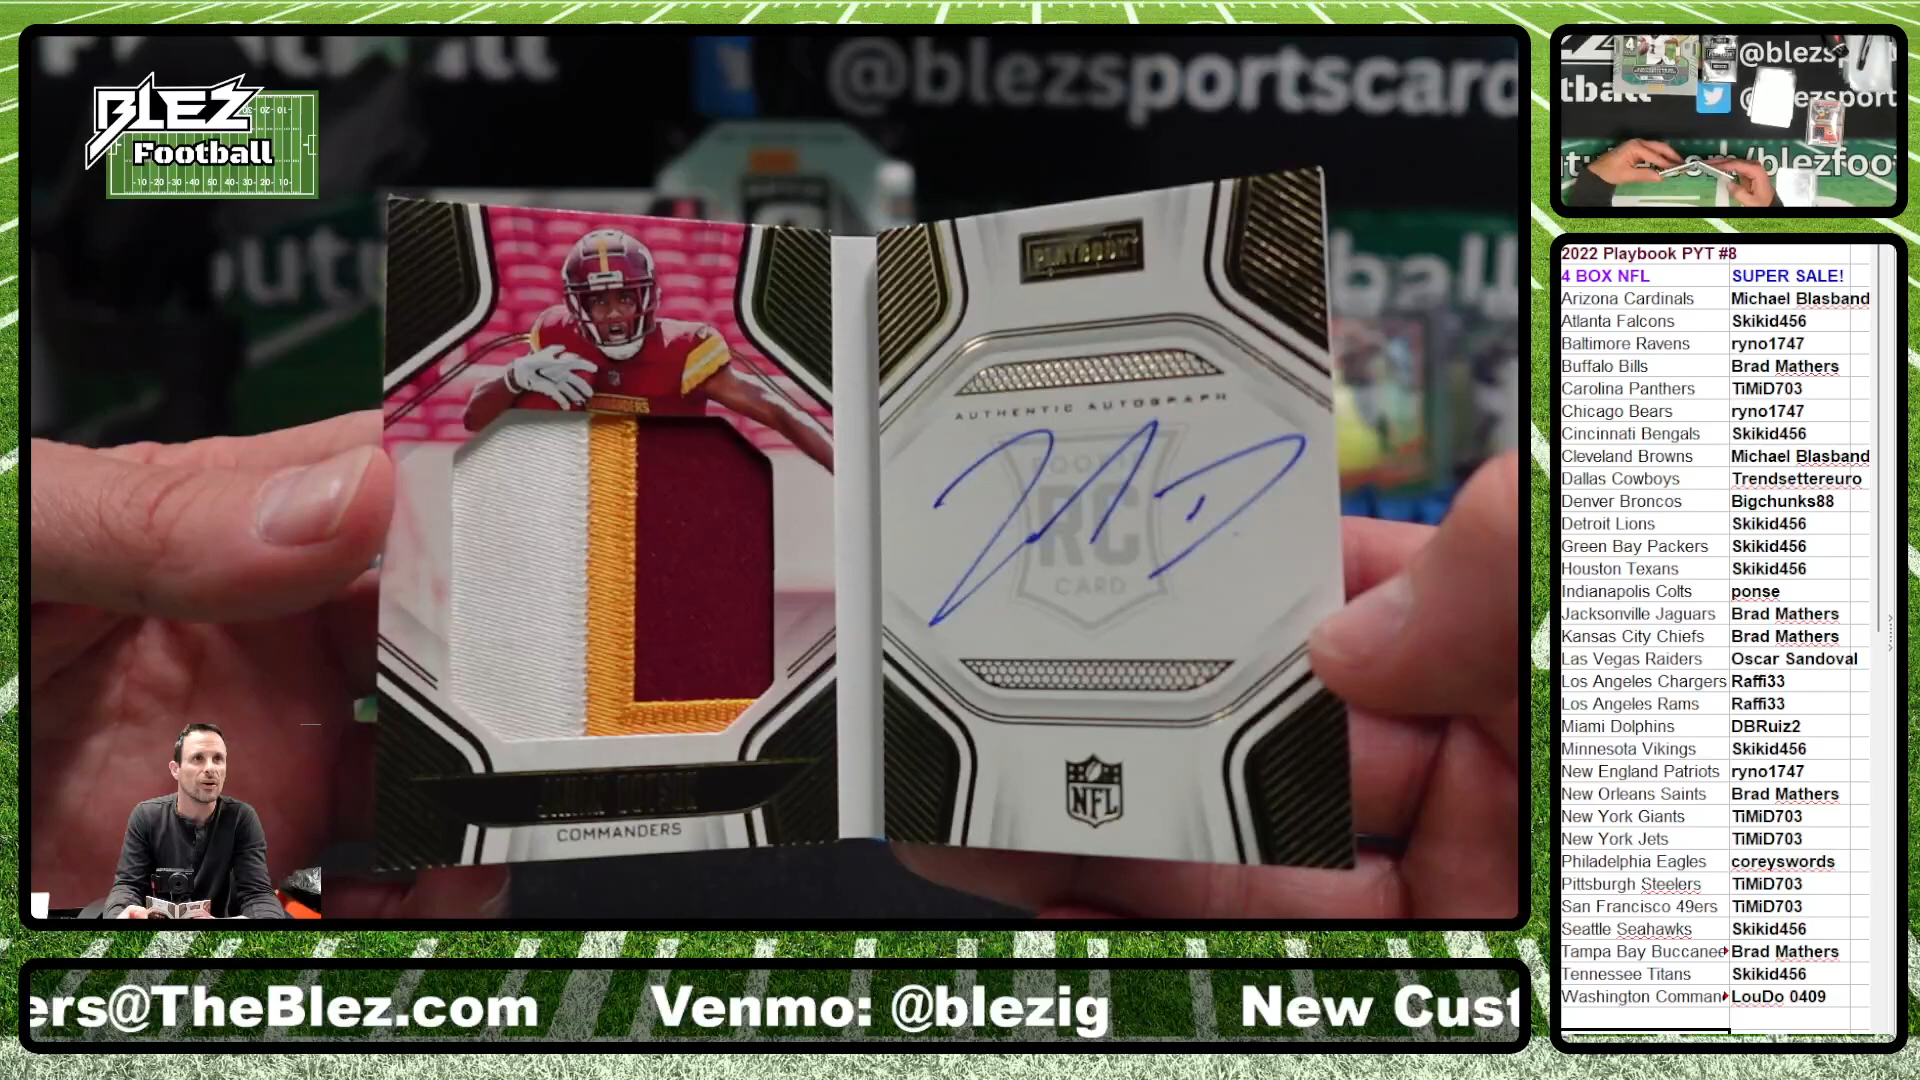 @blezsportscard
BLEZ
Football
PLAYBOOK
AUTHENTIC AUTOGRAPH
RC
CARD
NFL
COMMANDERS
ers@TheBlez.com Venmo: @blezig New Cust
2022 Playbook PYT #8
4 BOX NFL SUPER SALE!
Arizona Cardinals Michael Blasband
Atlanta Falcons Skikid456
Baltimore Ravens ryno1747
Buffalo Bills Brad Mathers
Carolina Panthers TiMiD703
Chicago Bears ryno1747
Cincinnati Bengals Skikid456
Cleveland Browns Michael Blasband
Dallas Cowboys Trendsettereuro
Denver Broncos Bigchunks88
Detroit Lions Skikid456
Green Bay Packers Skikid456
Houston Texans Skikid456
Indianapolis Colts ponse
Jacksonville Jaguars Brad Mathers
Kansas City Chiefs Brad Mathers
Las Vegas Raiders Oscar Sandoval
Los Angeles Chargers Raffi33
Los Angeles Rams Raffi33
Miami Dolphins DBRuiz2
Minnesota Vikings Skikid456
New England Patriots ryno1747
New Orleans Saints Brad Mathers
New York Giants TiMiD703
New York Jets TiMiD703
Philadelphia Eagles coreyswords
Pittsburgh Steelers TiMiD703
San Francisco 49ers TiMiD703
Seattle Seahawks Skikid456
Tampa Bay Buccanee Brad Mathers
Tennessee Titans Skikid456
Washington Comman LouDo 0409